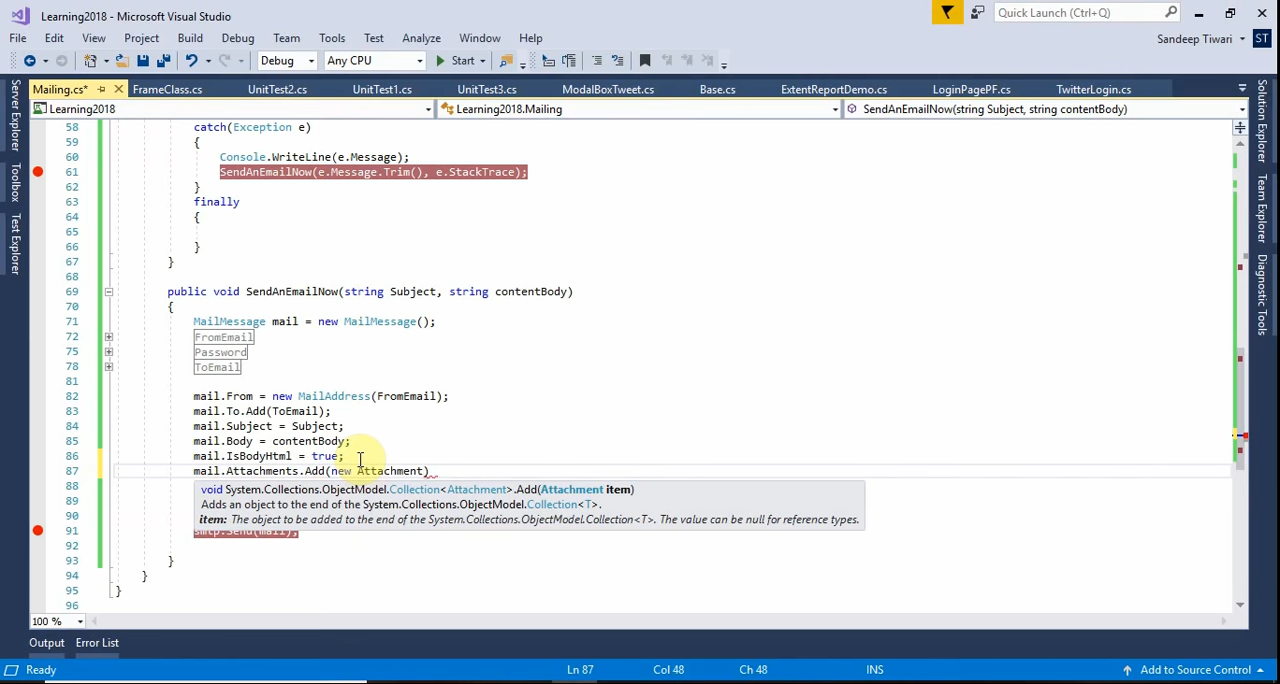 Learning2018 - Microsoft Visual Studio
Quick Launch (Ctrl+Q)
File Edit View Project Build Debug Team Tools Test Analyze Window Help
Sandeep Tiwari ST
Debug Any CPU Start
Mailing.cs* FrameClass.cs UnitTest2.cs UnitTest1.cs UnitTest3.cs ModalBoxTweet.cs Base.cs ExtentReportDemo.cs LoginPagePF.cs TwitterLogin.cs
Learning2018 Learning2018.Mailing SendAnEmailNow(string Subject, string contentBody)
Server Explorer
Toolbox
Test Explorer
58 catch(Exception e)
59 {
60 Console.WriteLine(e.Message);
61 SendAnEmailNow(e.Message.Trim(), e.StackTrace);
62 }
63 finally
64 {
65
66 }
67 }
68
69 public void SendAnEmailNow(string Subject, string contentBody)
70 {
71 MailMessage mail = new MailMessage();
72 FromEmail
75 Password
78 ToEmail
81
82 mail.From = new MailAddress(FromEmail);
83 mail.To.Add(ToEmail);
84 mail.Subject = Subject;
85 mail.Body = contentBody;
86 mail.IsBodyHtml = true;
87 mail.Attachments.Add(new Attachment)
88 void System.Collections.ObjectModel.Collection<Attachment>.Add(Attachment item)
89 Adds an object to the end of the System.Collections.ObjectModel.Collection<T>.
90 item: The object to be added to the end of the System.Collections.ObjectModel.Collection<T>. The value can be null for reference types.
91 smtp.Send(mail);
92
93 }
94 }
95 }
96
Solution Explorer
Team Explorer
Diagnostic Tools
100 %
Output Error List
Ready Ln 87 Col 48 Ch 48 INS Add to Source Control